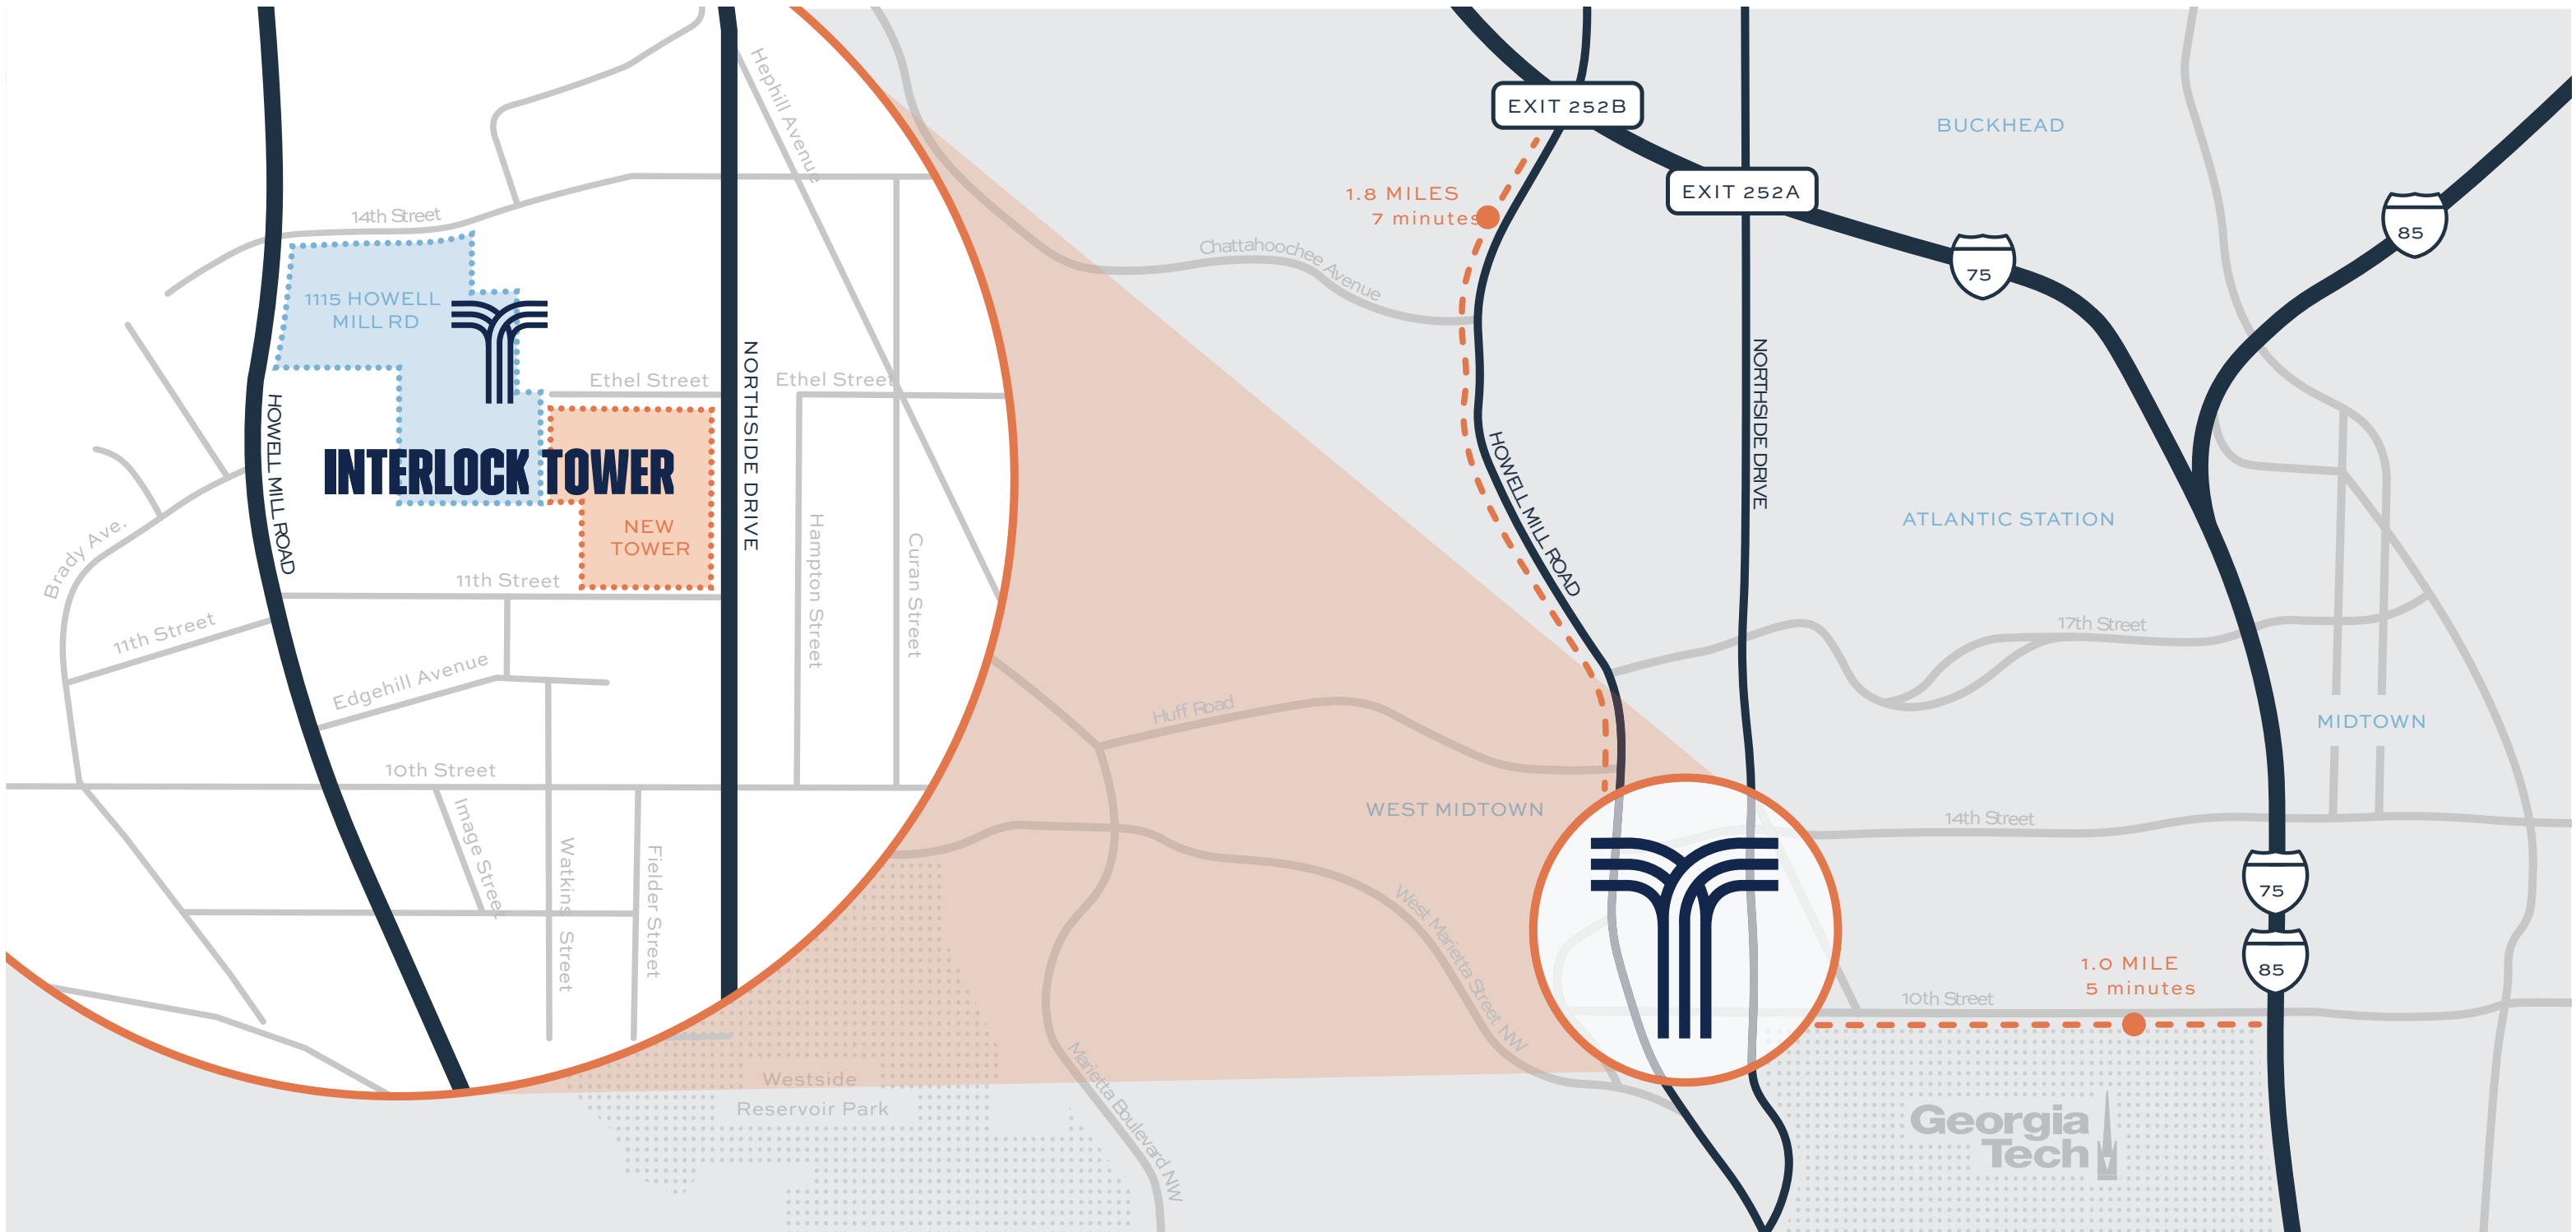 Hephill Avenue
14th Street
1115 HOWELL
MILL RD
Ethel Street
Ethel Street
NORTHSIDE DRIVE
HOWELL MILL ROAD
INTERLOCK TOWER
NEW
TOWER
Brady Ave.
11th Street
11th Street
Hampton Street
Curan Street
Edgehill Avenue
10th Street
Image Street
Watkins Street
Fielder Street
Westside
Reservoir Park
EXIT 252B
EXIT 252A
BUCKHEAD
1.8 MILES
7 minutes
Chattahoochee Avenue
75
85
NORTHSIDE DRIVE
HOWELL MILL ROAD
ATLANTIC STATION
17th Street
Huff Road
MIDTOWN
WEST MIDTOWN
14th Street
75
85
West Marietta Street NW
1.0 MILE
5 minutes
10th Street
Marietta Boulevard NW
Georgia
Tech